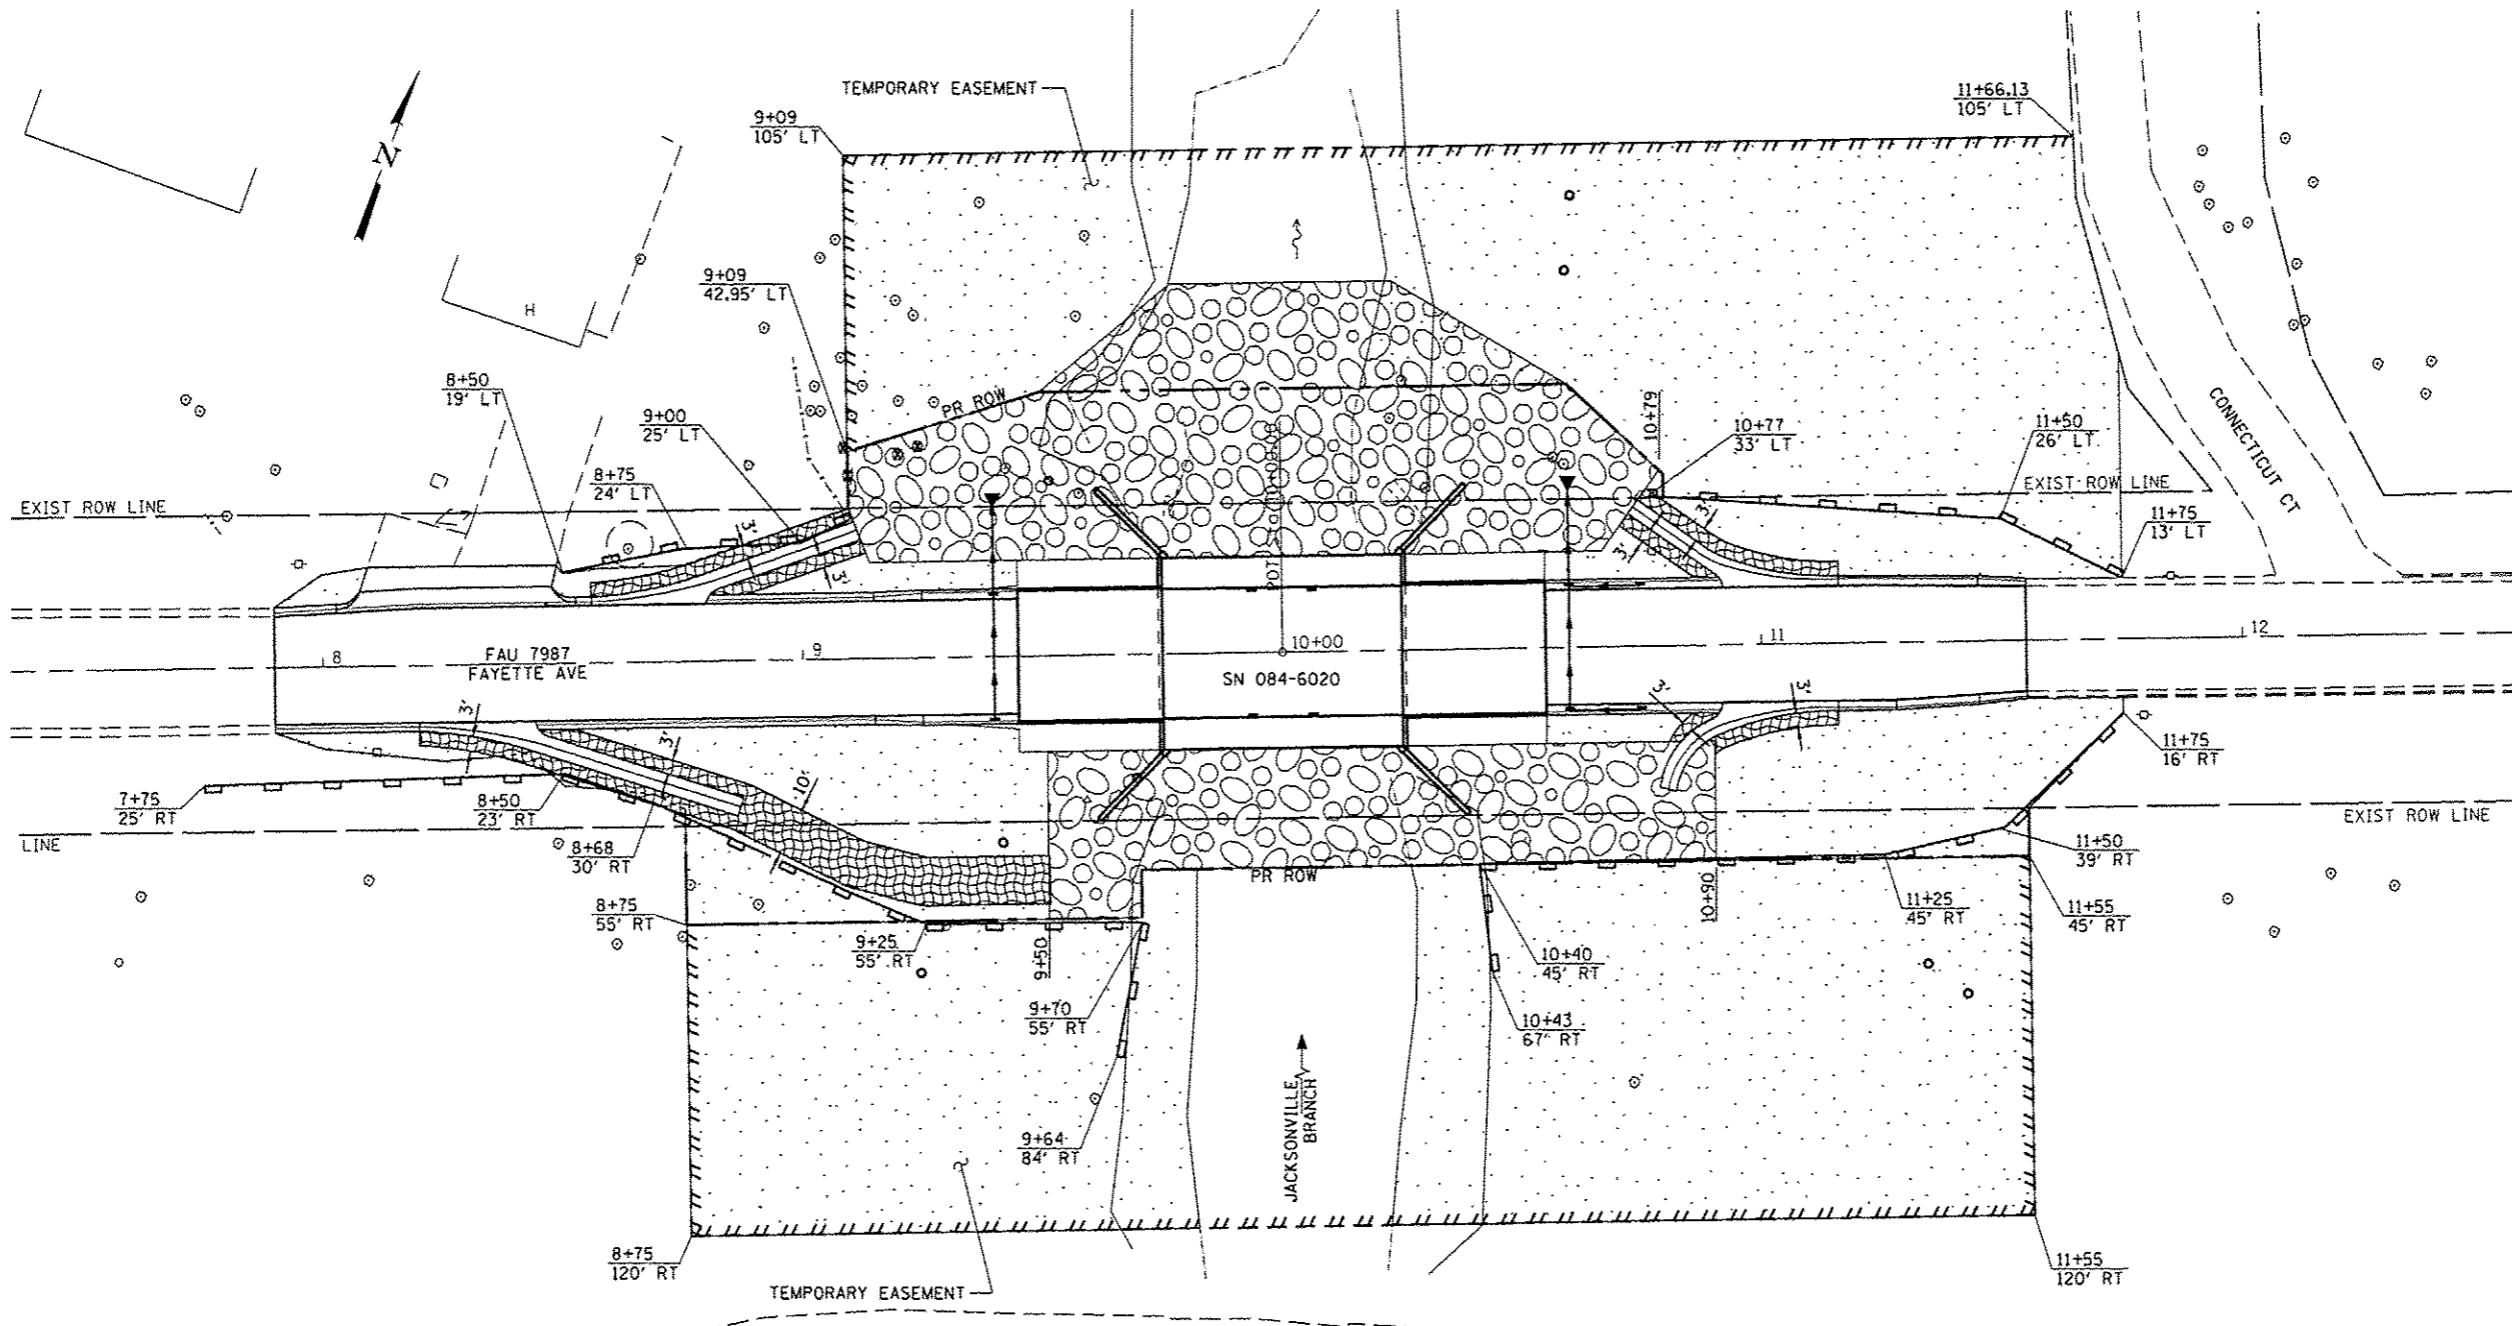 TEMPORARY EASEMENT
9+09
105' LT
11+66.13
105' LT
N
9+09
42.95' LT
H
8+50
19' LT
9+00
25' LT
8+75
24' LT
PR ROW
10+79
10+77
33' LT
11+50
26' LT
CONNECTICUT CT
EXIST ROW LINE
EXIST ROW LINE
11+75
13' LT
3'
3'
3'
3'
8
FAU 7987
FAYETTE AVE
9
10+00
SN 084-6020
11
12
3'
3'
10'
3'
3'
7+75
25' RT
8+50
23' RT
LINE
8+68
30' RT
8+75
55' RT
9+25
55' RT
9+50
9+70
55' RT
9+64
84' RT
PR ROW
10+40
45' RT
10+43
67' RT
10+90
11+25
45' RT
11+75
16' RT
EXIST ROW LINE
11+50
39' RT
11+55
45' RT
JACKSONVILLE
BRANCH
8+75
120' RT
TEMPORARY EASEMENT
11+55
120' RT